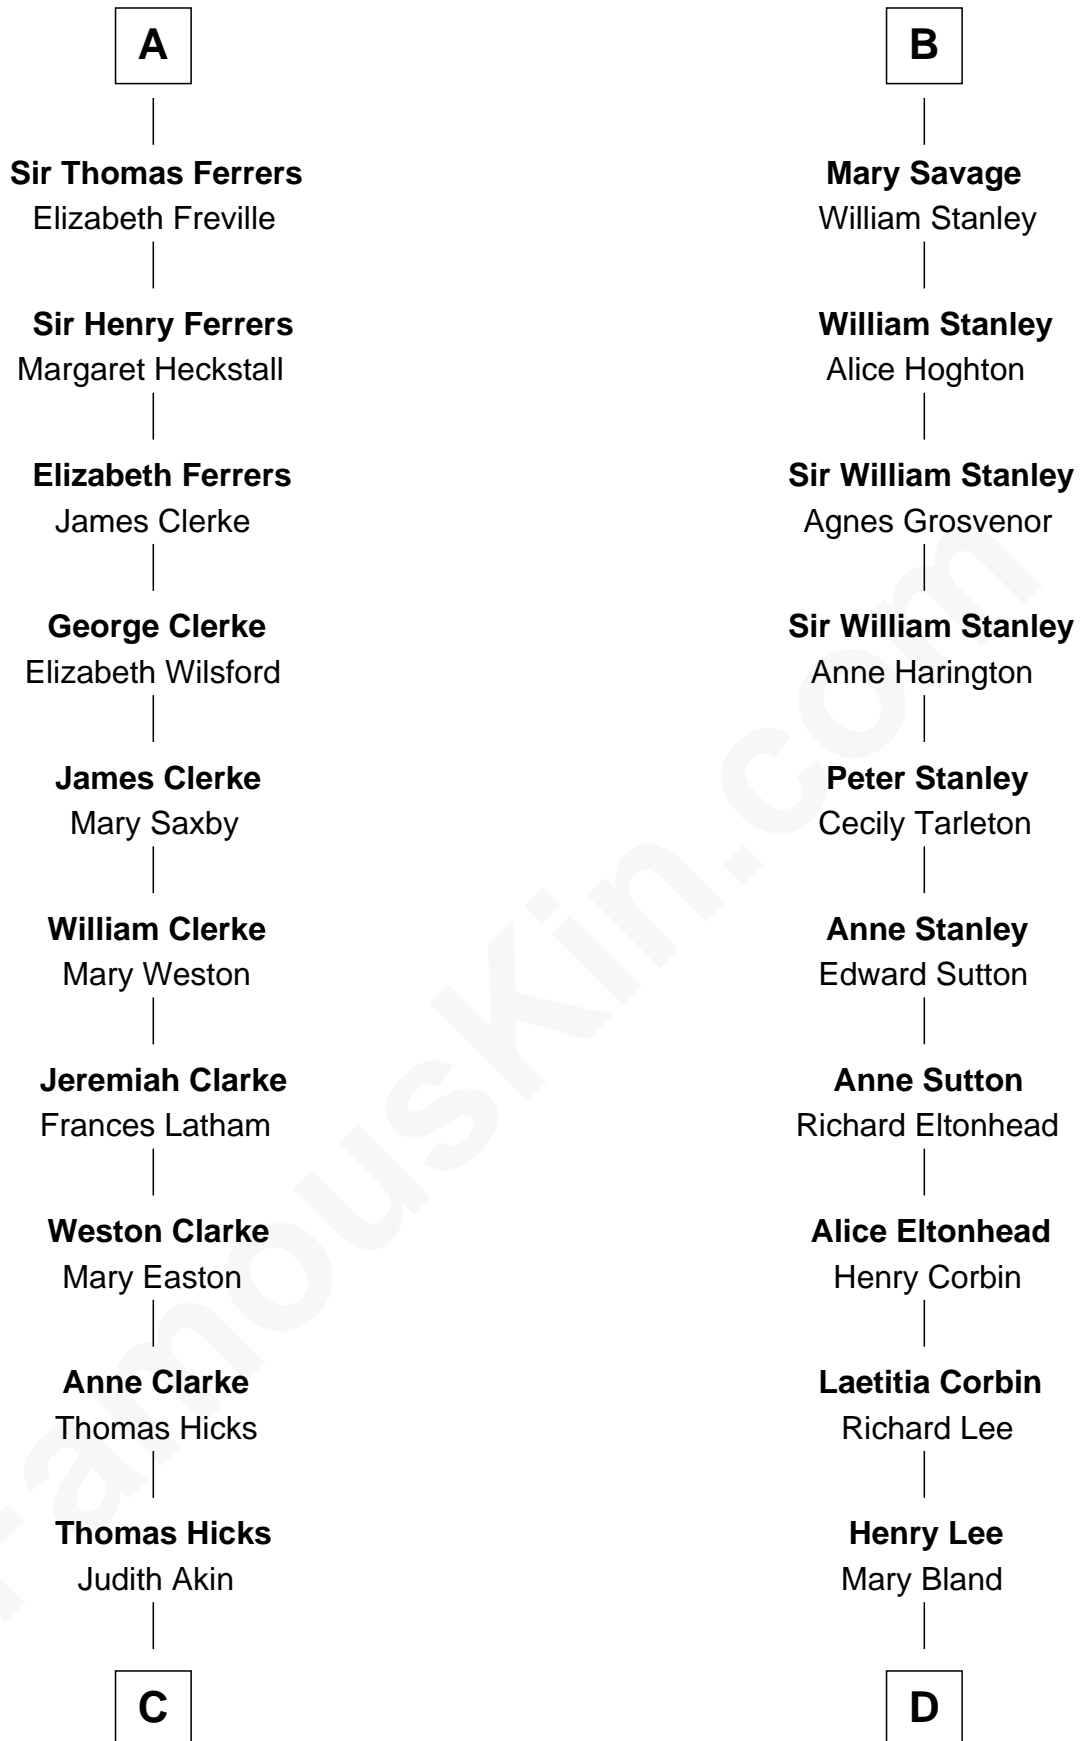 A
Sir Thomas Ferrers
Elizabeth Freville
Sir Henry Ferrers
Margaret Heckstall
Elizabeth Ferrers
James Clerke
George Clerke
Elizabeth Wilsford
James Clerke
Mary Saxby
William Clerke
Mary Weston
Jeremiah Clarke
Frances Latham
Weston Clarke
Mary Easton
Anne Clarke
Thomas Hicks
Thomas Hicks
Judith Akin
C
B
Mary Savage
William Stanley
William Stanley
Alice Hoghton
Sir William Stanley
Agnes Grosvenor
Sir William Stanley
Anne Harington
Peter Stanley
Cecily Tarleton
Anne Stanley
Edward Sutton
Anne Sutton
Richard Eltonhead
Alice Eltonhead
Henry Corbin
Laetitia Corbin
Richard Lee
Henry Lee
Mary Bland
D
FamousKin.com